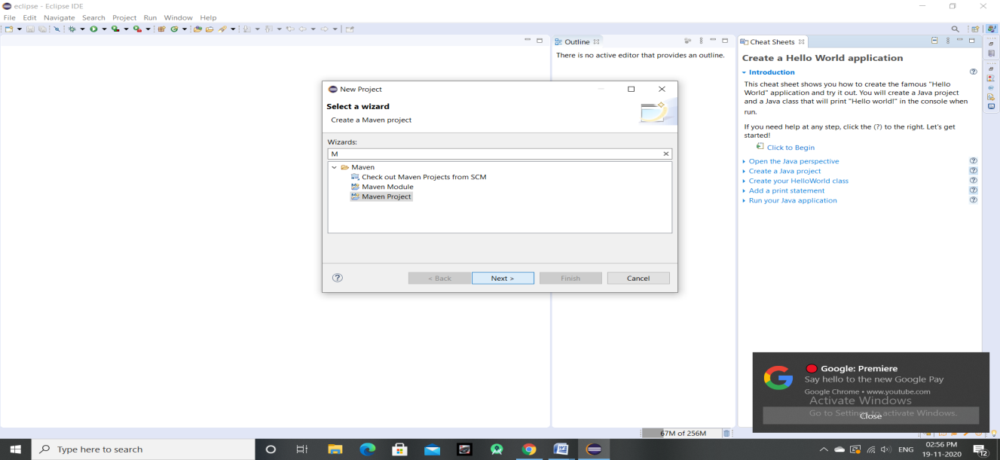 eclipse - Eclipse IDE
File Edit Navigate Search Project Run Window Help
Outline
There is no active editor that provides an outline.
New Project
Select a wizard
Create a Maven project
Wizards:
M
Maven
Check out Maven Projects from SCM
Maven Module
Maven Project
? < Back Next > Finish Cancel
Cheat Sheets
Create a Hello World application
Introduction ?
This cheat sheet shows you how to create the famous "Hello
World" application and try it out. You will create a Java project
and a Java class that will print "Hello world!" in the console when
run.
If you need help at any step, click the (?) to the right. Let's get
started!
Click to Begin
Open the Java perspective ?
Create a Java project ?
Create your HelloWorld class ?
Add a print statement ?
Run your Java application ?
Google: Premiere
Say hello to the new Google Pay
Google Chrome • www.youtube.com
Activate Windows
Go to Settings to activate Windows.
Close
67M of 256M
Type here to search
ENG
02:56 PM
19-11-2020
12